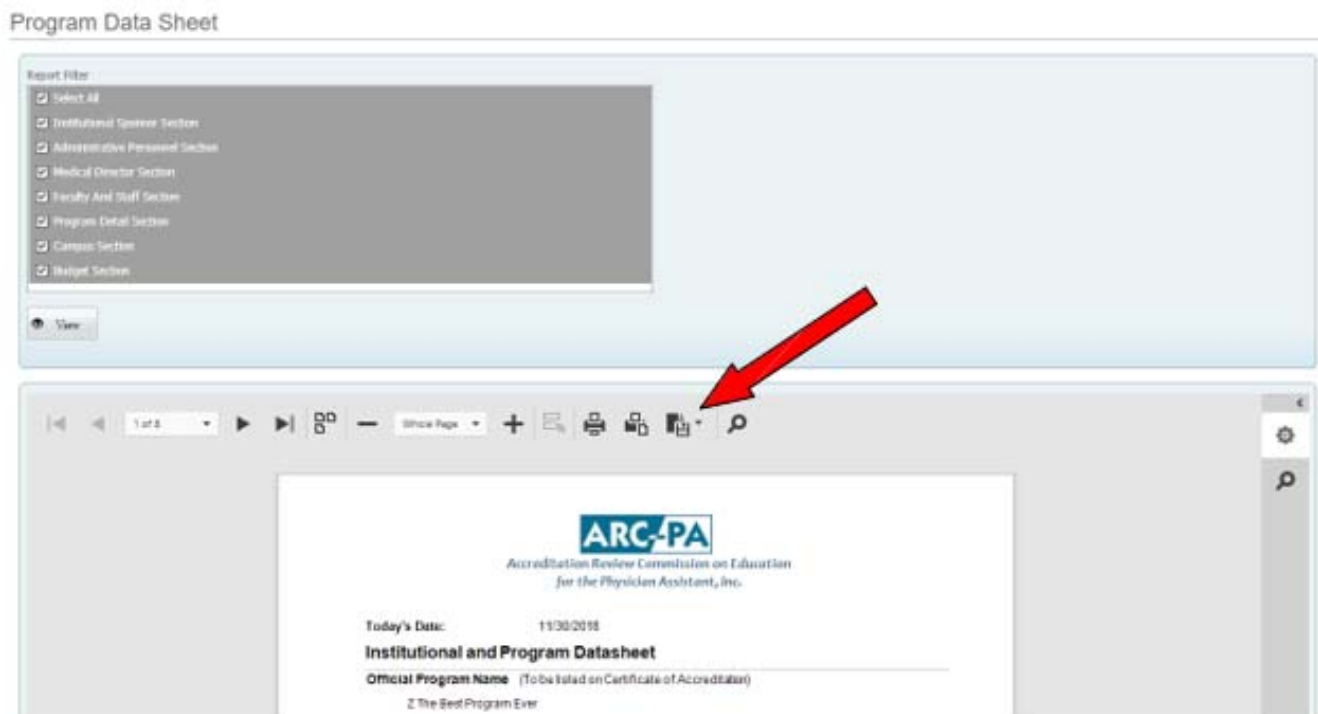 Program Data Sheet
Report Filter
Select All
Institutional Sponsor Section
Administrative Personnel Section
Medical Director Section
Faculty And Staff Section
Program Detail Section
Campus Section
Budget Section
View
1 of 8
Whole Page
ARC-PA
Accreditation Review Commission on Education
for the Physician Assistant, Inc.
Today's Date: 11/30/2018
Institutional and Program Datasheet
Official Program Name (To be listed on Certificate of Accreditation)
Z The Best Program Ever